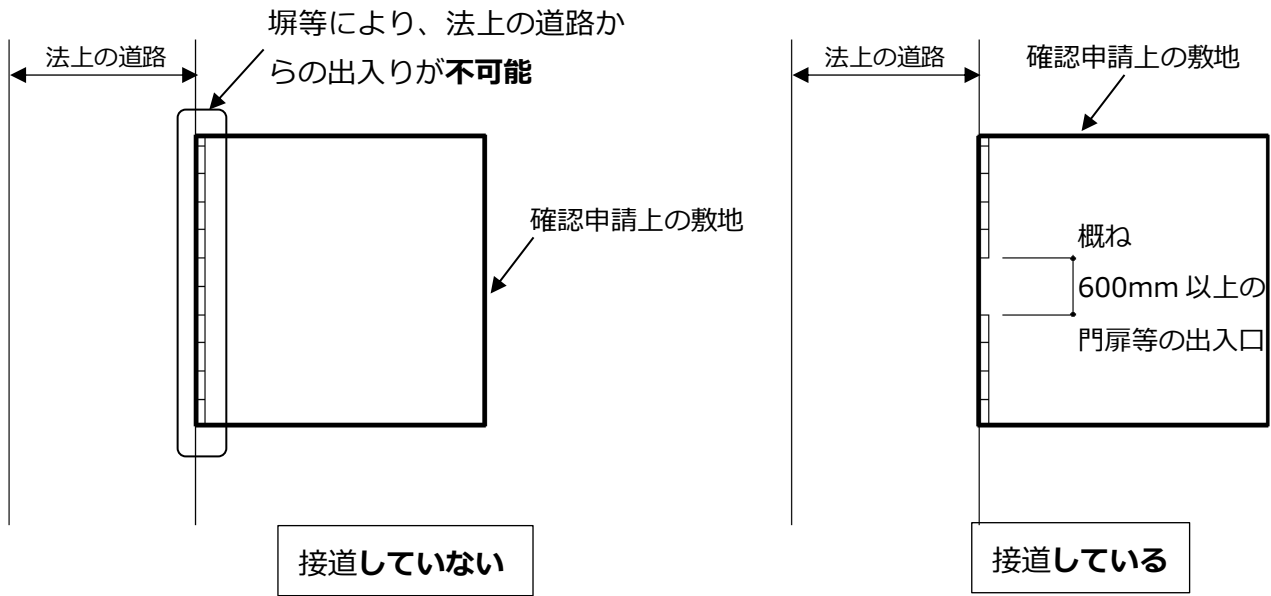 塀等により、法上の道路か
らの出入りが不可能
法上の道路
確認申請上の敷地
接道していない
法上の道路
確認申請上の敷地
概ね
600mm 以上の
門扉等の出入口
接道している